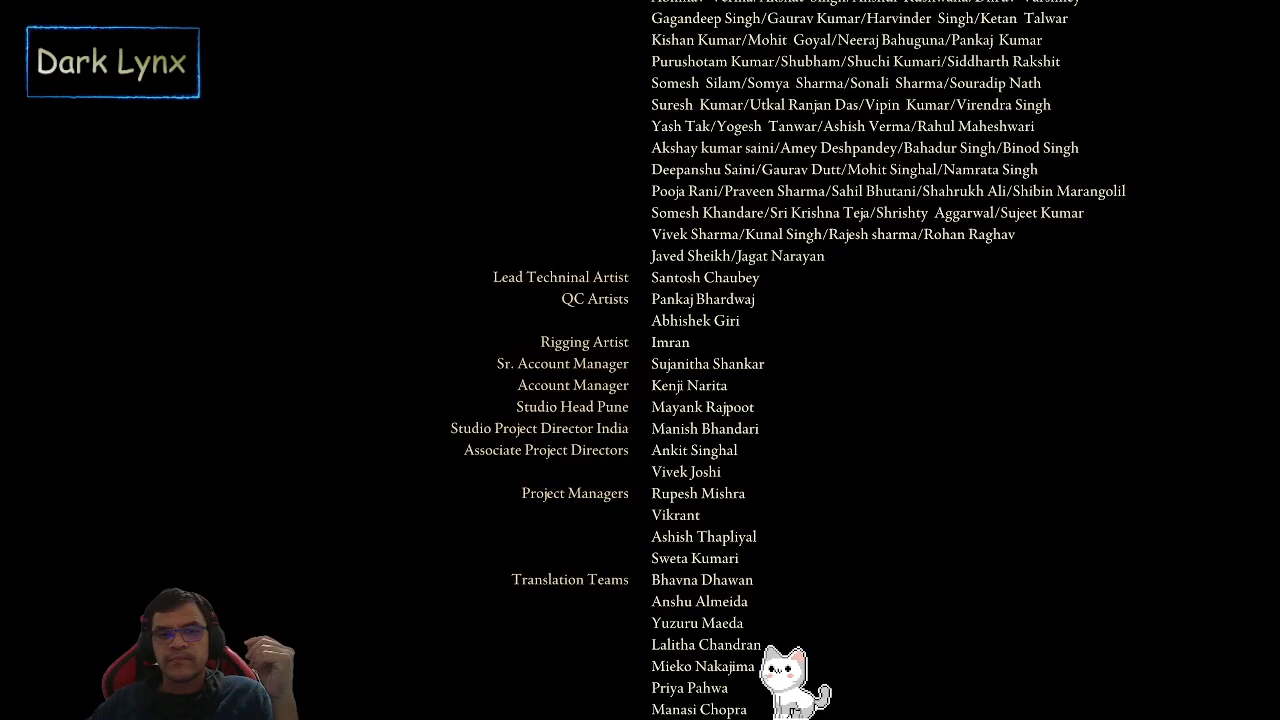 Dark Lynx
Gagandeep Singh/Gaurav Kumar/Harvinder Singh/Ketan Talwar
Kishan Kumar/Mohit Goyal/Neeraj Bahuguna/Pankaj Kumar
Purushotam Kumar/Shubham/Shuchi Kumari/Siddharth Rakshit
Somesh Silam/Somya Sharma/Sonali Sharma/Souradip Nath
Suresh Kumar/Utkal Ranjan Das/Vipin Kumar/Virendra Singh
Yash Tak/Yogesh Tanwar/Ashish Verma/Rahul Maheshwari
Akshay kumar saini/Amey Deshpandey/Bahadur Singh/Binod Singh
Deepanshu Saini/Gaurav Dutt/Mohit Singhal/Namrata Singh
Pooja Rani/Praveen Sharma/Sahil Bhutani/Shahrukh Ali/Shibin Marangolil
Somesh Khandare/Sri Krishna Teja/Shrishty Aggarwal/Sujeet Kumar
Vivek Sharma/Kunal Singh/Rajesh sharma/Rohan Raghav
Javed Sheikh/Jagat Narayan
Lead Techninal Artist Santosh Chaubey
QC Artists Pankaj Bhardwaj
Abhishek Giri
Rigging Artist Imran
Sr. Account Manager Sujanitha Shankar
Account Manager Kenji Narita
Studio Head Pune Mayank Rajpoot
Studio Project Director India Manish Bhandari
Associate Project Directors Ankit Singhal
Vivek Joshi
Project Managers Rupesh Mishra
Vikrant
Ashish Thapliyal
Sweta Kumari
Translation Teams Bhavna Dhawan
Anshu Almeida
Yuzuru Maeda
Lalitha Chandran
Mieko Nakajima
Priya Pahwa
Manasi Chopra